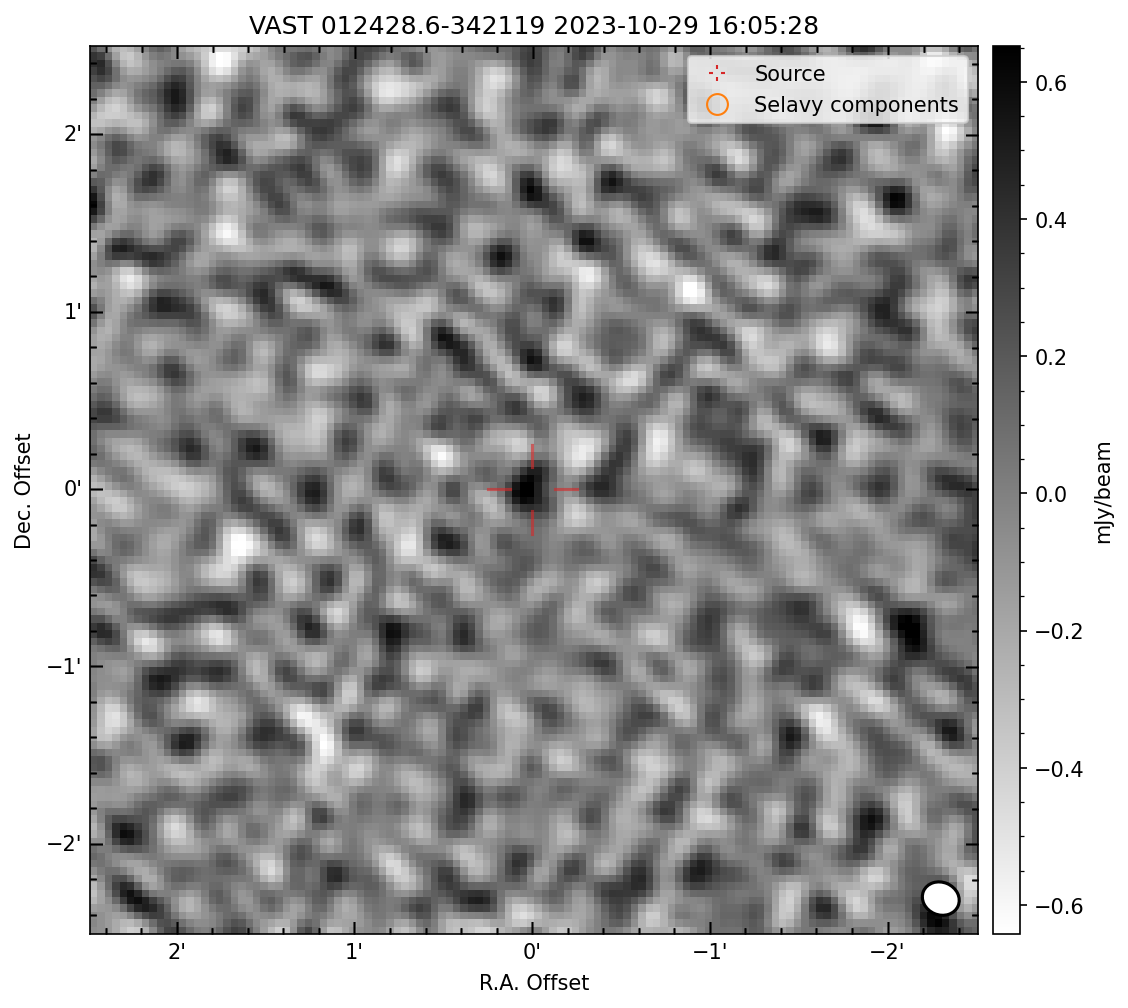 VAST 012428.6-342119 2023-10-29 16:05:28
Source
Selavy components
2'
1'
0'
−1'
−2'
Dec. Offset
2'
1'
0'
−1'
−2'
R.A. Offset
0.6
0.4
0.2
0.0
−0.2
−0.4
−0.6
mJy/beam